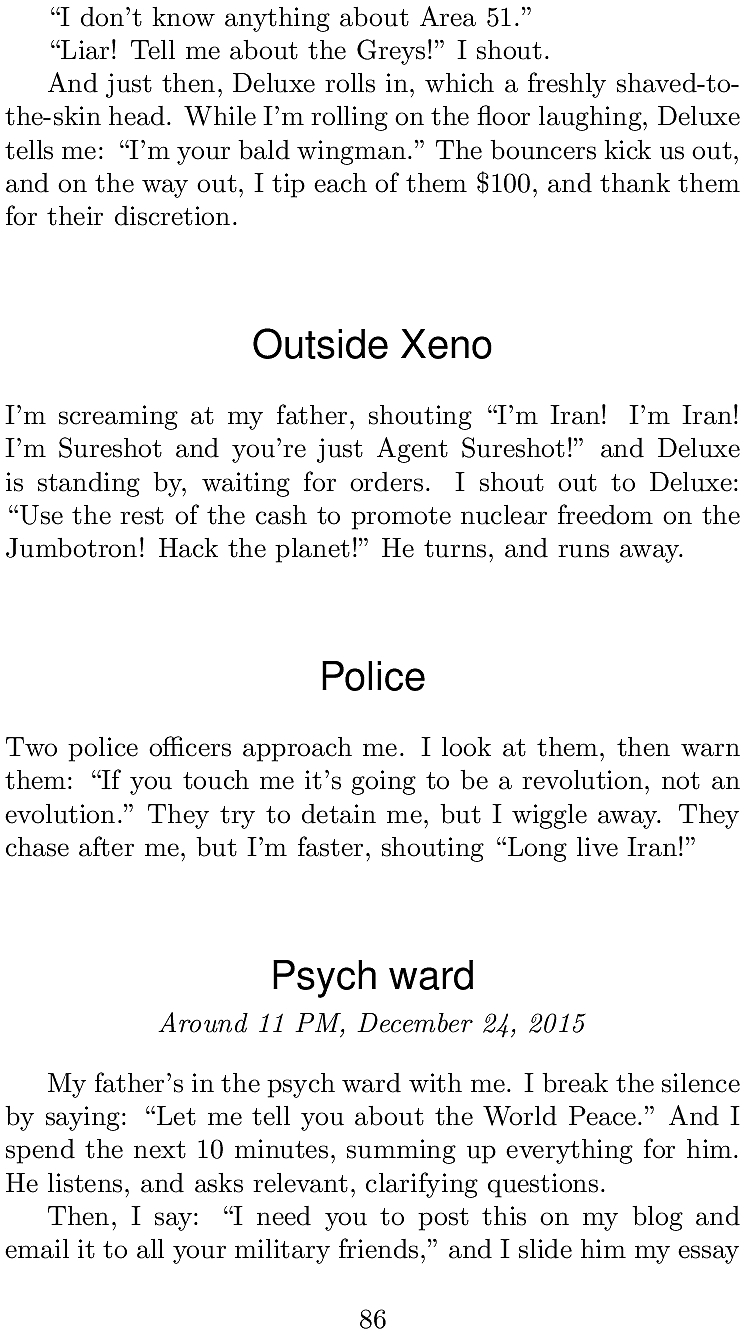 “I don't know anything about Area 51.”
“Liar! Tell me about the Greys!” I shout.
And just then, Deluxe rolls in, which a freshly shaved-to-
the-skin head. While I'm rolling on the floor laughing, Deluxe
tells me: “I'm your bald wingman.” The bouncers kick us out,
and on the way out, I tip each of them $100, and thank them
for their discretion.
Outside Xeno
I'm screaming at my father, shouting “I'm Iran! I'm Iran!
I'm Sureshot and you're just Agent Sureshot!” and Deluxe
is standing by, waiting for orders. I shout out to Deluxe:
“Use the rest of the cash to promote nuclear freedom on the
Jumbotron! Hack the planet!” He turns, and runs away.
Police
Two police officers approach me. I look at them, then warn
them: “If you touch me it's going to be a revolution, not an
evolution.” They try to detain me, but I wiggle away. They
chase after me, but I'm faster, shouting “Long live Iran!”
Psych ward
Around 11 PM, December 24, 2015
My father's in the psych ward with me. I break the silence
by saying: “Let me tell you about the World Peace.” And I
spend the next 10 minutes, summing up everything for him.
He listens, and asks relevant, clarifying questions.
Then, I say: “I need you to post this on my blog and
email it to all your military friends,” and I slide him my essay
86